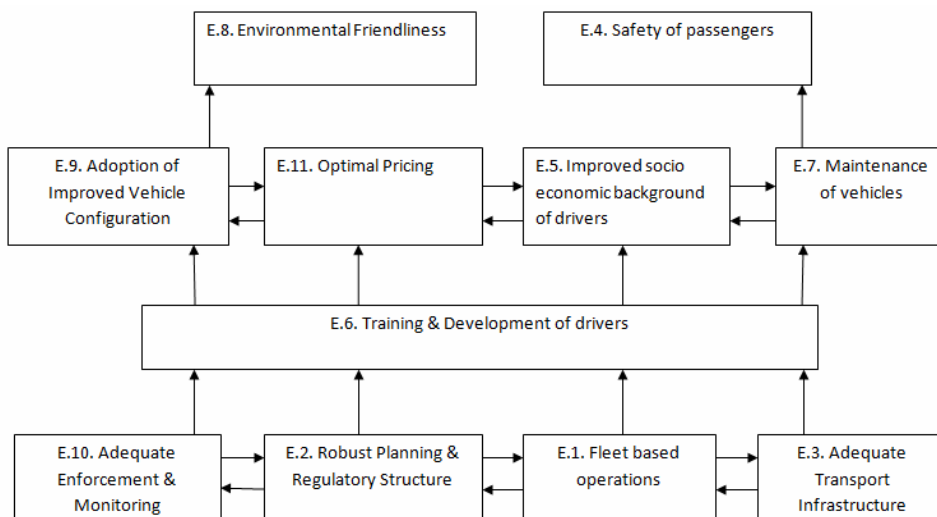 E.8. Environmental Friendliness
E.4. Safety of passengers
E.9. Adoption of
Improved Vehicle
Configuration
E.11. Optimal Pricing
E.5. Improved socio
economic background
of drivers
E.7. Maintenance
of vehicles
E.6. Training & Development of drivers
E.10. Adequate
Enforcement &
Monitoring
E.2. Robust Planning &
Regulatory Structure
E.1. Fleet based
operations
E.3. Adequate
Transport
Infrastructure